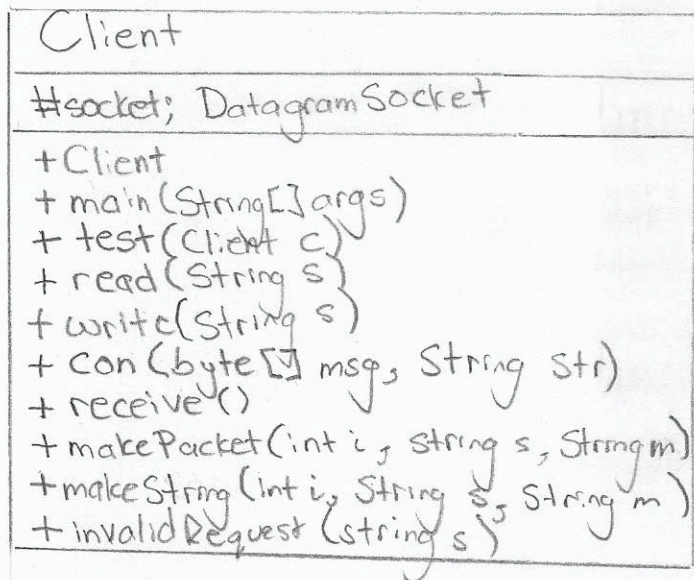 Client
#socket; DatagramSocket
+Client
+ main(String[] args)
+ test(Client c)
+ read(String s)
+ write(String s)
+ con(byte[] msg, String str)
+ receive()
+ makePacket(int i, string s, String m)
+ makeString(int i, String s, String m)
+ invalidRequest(string s)